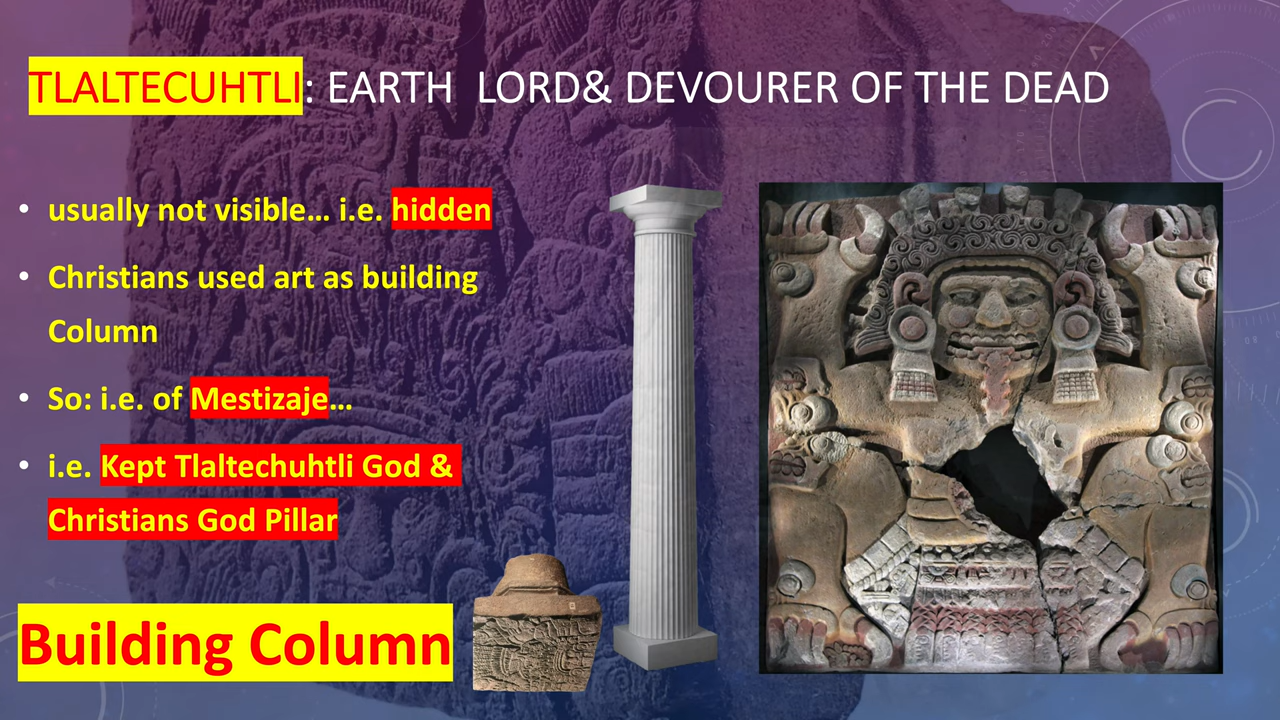 TLALTECUHTLI: EARTH LORD& DEVOURER OF THE DEAD
• usually not visible... i.e. hidden
• Christians used art as building
Column
• So: i.e. of Mestizaje...
• i.e. Kept Tlaltechuhtli God &
Christians God Pillar
Building Column